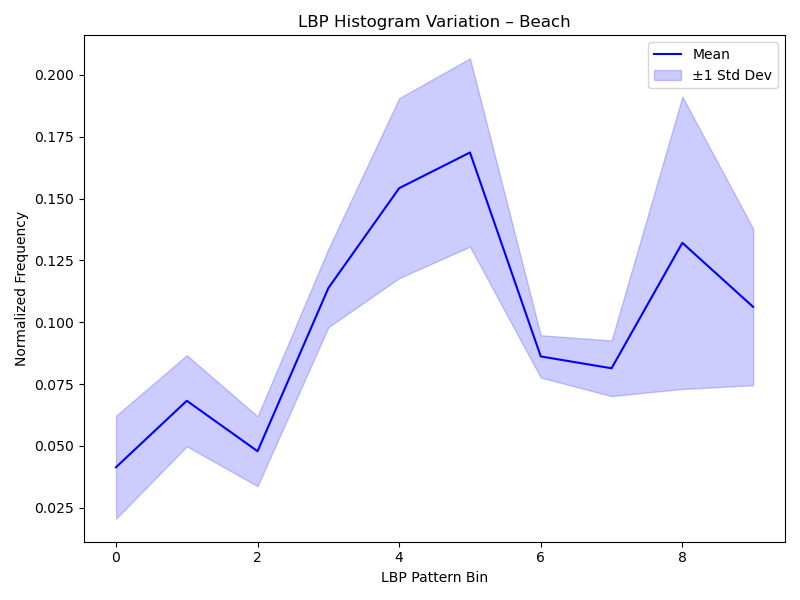 LBP Histogram Variation – Beach
Mean
±1 Std Dev
Normalized Frequency
0.200
0.175
0.150
0.125
0.100
0.075
0.050
0.025
0 2 4 6 8
LBP Pattern Bin